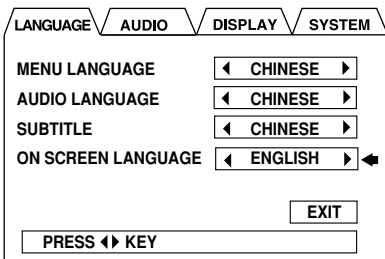 LANGUAGE AUDIO DISPLAY SYSTEM
MENU LANGUAGE ◀ CHINESE ▶
AUDIO LANGUAGE ◀ CHINESE ▶
SUBTITLE ◀ CHINESE ▶
ON SCREEN LANGUAGE ◀ ENGLISH ▶
EXIT
PRESS ◀▶ KEY